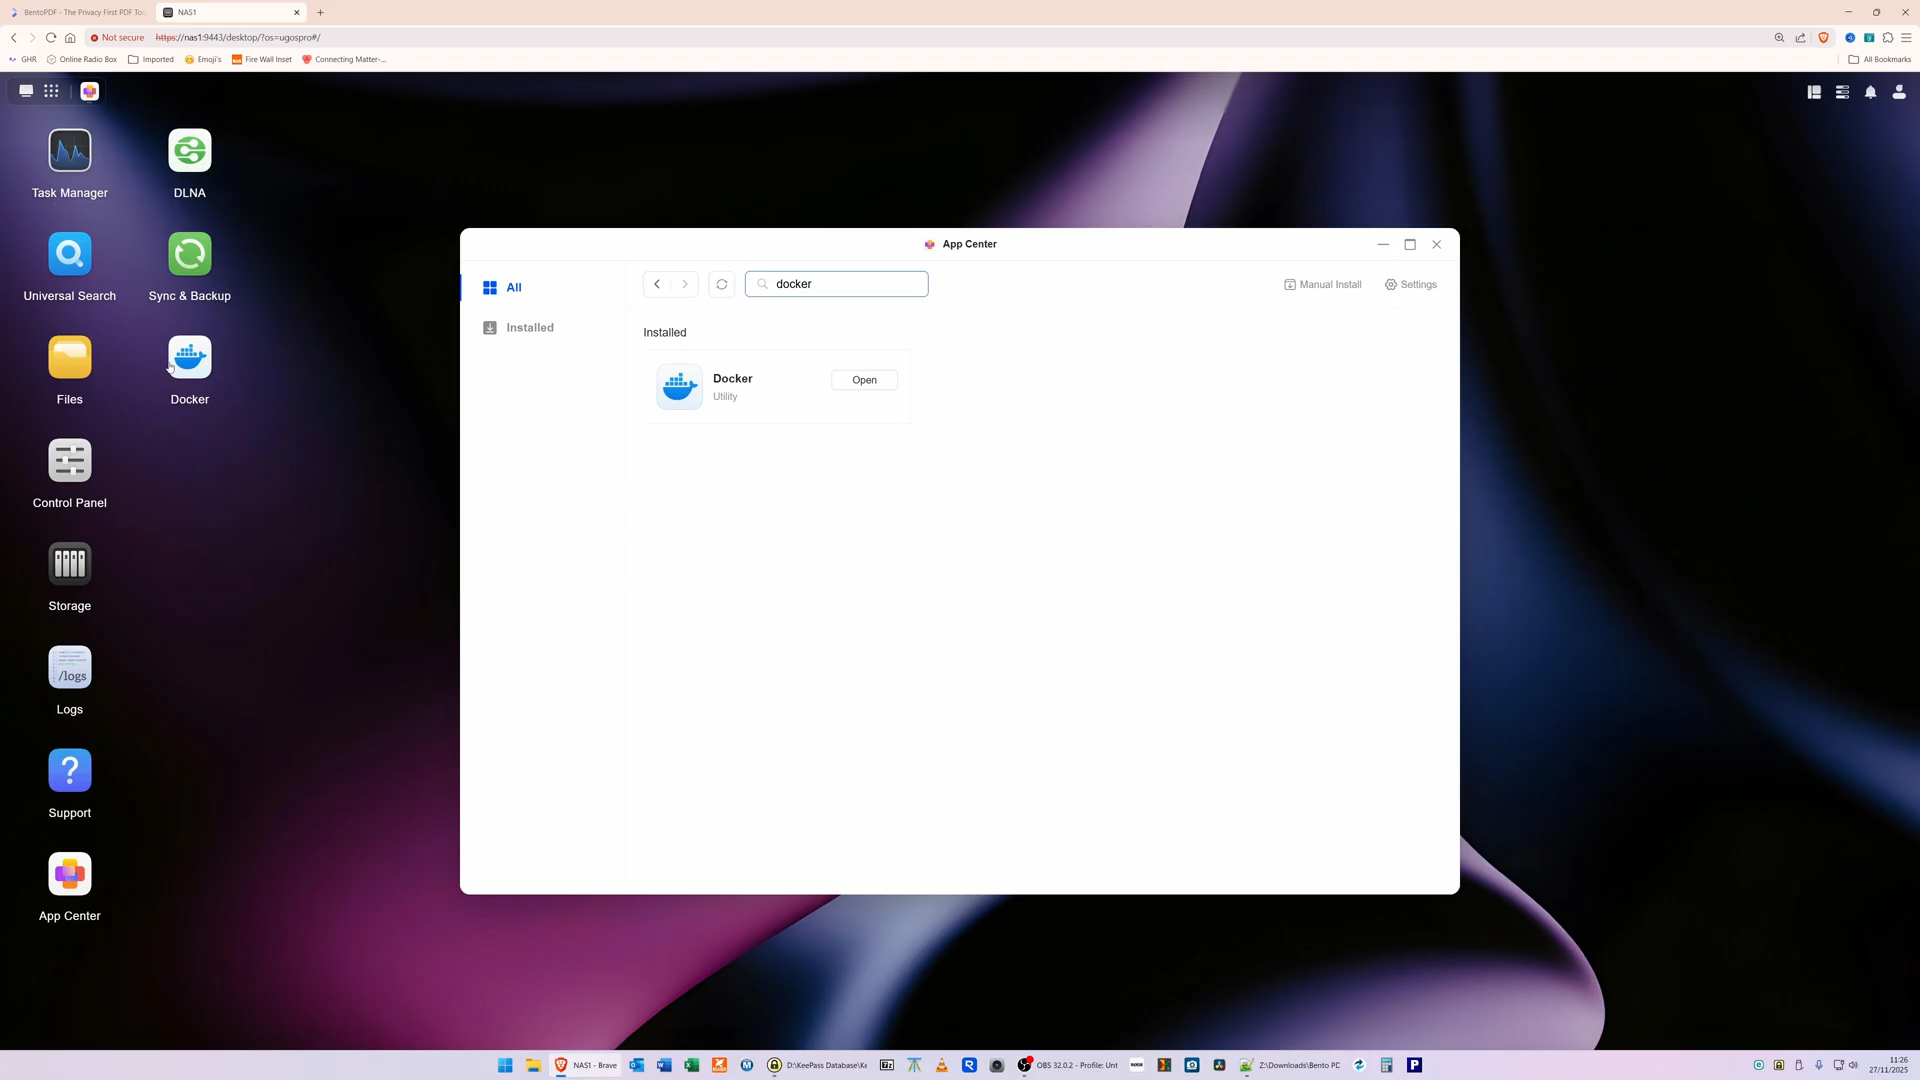 BentoPDF - The Privacy First PDF Too
NAS1
Not secure
https://nas1:9443/desktop/?os=ugospro#/
GHR
Online Radio Box
Imported
Emoji's
Fire Wall Inset
Connecting Matter-...
All Bookmarks
Task Manager
DLNA
Universal Search
Sync & Backup
Files
Docker
Control Panel
Storage
/logs
Logs
Support
App Center
App Center
All
Installed
docker
Manual Install
Settings
Installed
Docker
Utility
Open
NAS1 - Brave
D:\KeePass Database\Ke
OBS 32.0.2 - Profile: Unt
Z:\Downloads\Bento PD
11:26
27/11/2025